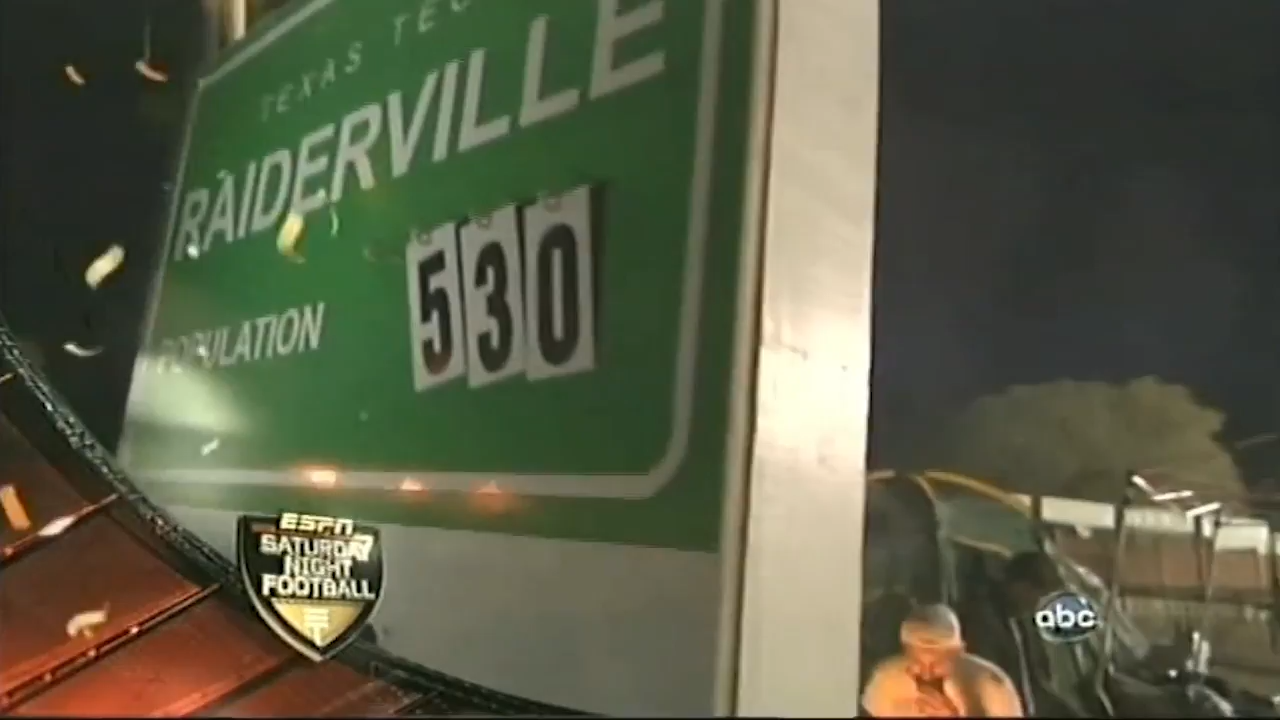 TEXAS TEC
RAIDERVILLE
POPULATION 530
ESPN
SATURDAY
NIGHT
FOOTBALL
abc